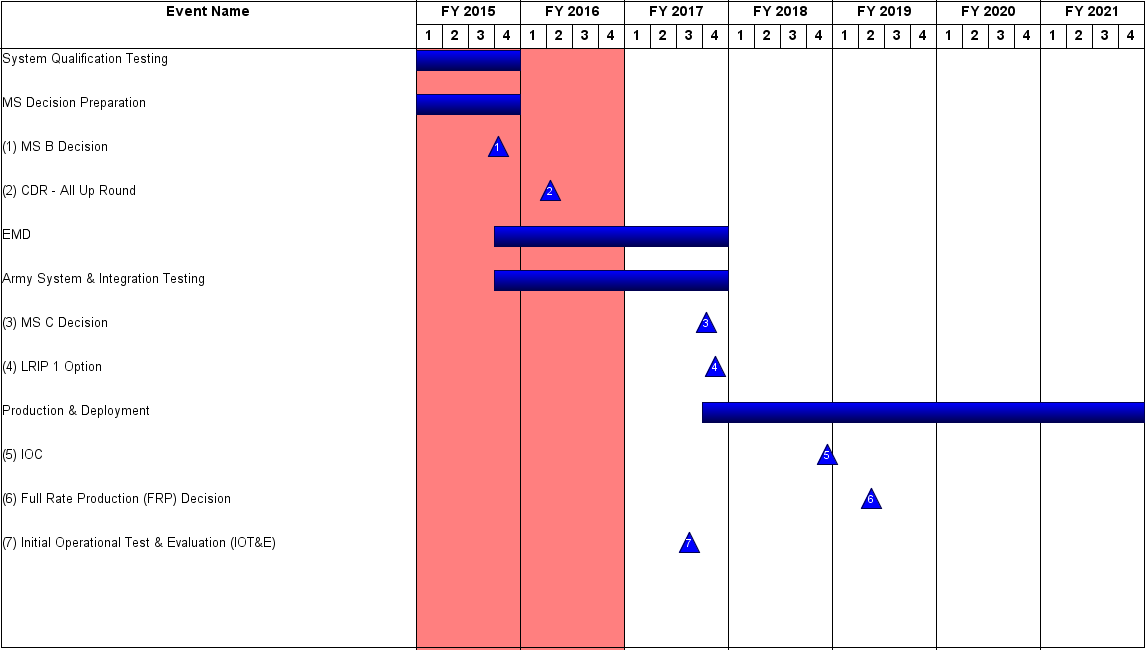 Event Name FY 2015 FY 2016 FY 2017 FY 2018 FY 2019 FY 2020 FY 2021
1 2 3 4 1 2 3 4 1 2 3 4 1 2 3 4 1 2 3 4 1 2 3 4 1 2 3 4
System Qualification Testing
MS Decision Preparation
(1) MS B Decision 1
(2) CDR - All Up Round 2
EMD
Army System & Integration Testing
(3) MS C Decision 3
(4) LRIP 1 Option 4
Production & Deployment
(5) IOC 5
(6) Full Rate Production (FRP) Decision 6
(7) Initial Operational Test & Evaluation (IOT&E) 7